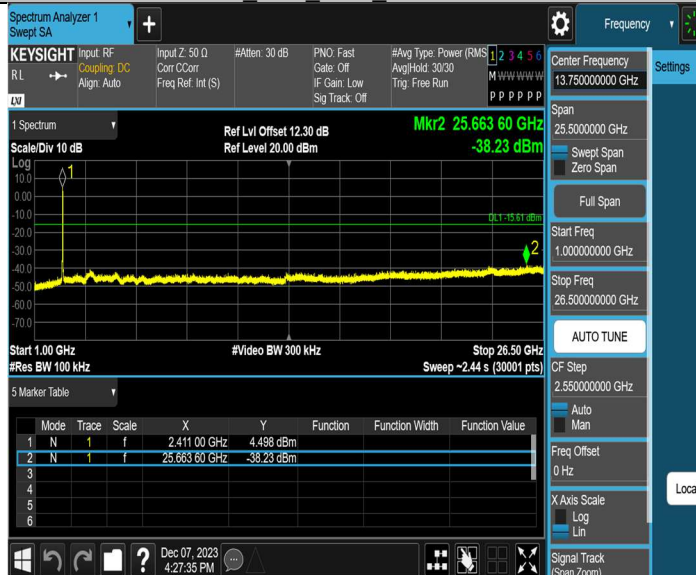 Spectrum Analyzer 1
Swept SA
Frequency
KEYSIGHT
RL
LXI
Input: RF
Coupling: DC
Align: Auto
Input Z: 50 Ω
Corr CCorr
Freq Ref: Int (S)
#Atten: 30 dB
PNO: Fast
Gate: Off
IF Gain: Low
Sig Track: Off
#Avg Type: Power (RMS
Avg|Hold: 30/30
Trig: Free Run
1 2 3 4 5 6
M W W W W W
P P P P P P
1 Spectrum
Scale/Div 10 dB
Ref Lvl Offset 12.30 dB
Ref Level 20.00 dBm
Mkr2 25.663 60 GHz
-38.23 dBm
Log
10.0
0.00
-10.0
-20.0
-30.0
-40.0
-50.0
-60.0
-70.0
1
DL1 -15.61 dBm
2
Start 1.00 GHz
#Res BW 100 kHz
#Video BW 300 kHz
Stop 26.50 GHz
Sweep ~2.44 s (30001 pts)
5 Marker Table
Mode Trace Scale X Y Function Function Width Function Value
1 N 1 f 2.411 00 GHz 4.498 dBm
2 N 1 f 25.663 60 GHz -38.23 dBm
3
4
5
6
Dec 07, 2023
4:27:35 PM
Center Frequency
13.750000000 GHz
Settings
Span
25.5000000 GHz
Swept Span
Zero Span
Full Span
Start Freq
1.000000000 GHz
Stop Freq
26.500000000 GHz
AUTO TUNE
CF Step
2.550000000 GHz
Auto
Man
Freq Offset
0 Hz
X Axis Scale
Log
Lin
Signal Track
(Span Zoom)
Loca